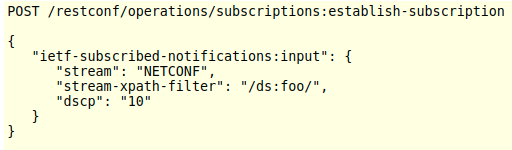 POST /restconf/operations/subscriptions:establish-subscription
{
   "ietf-subscribed-notifications:input": {
      "stream": "NETCONF",
      "stream-xpath-filter": "/ds:foo/",
      "dscp": "10"
   }
}